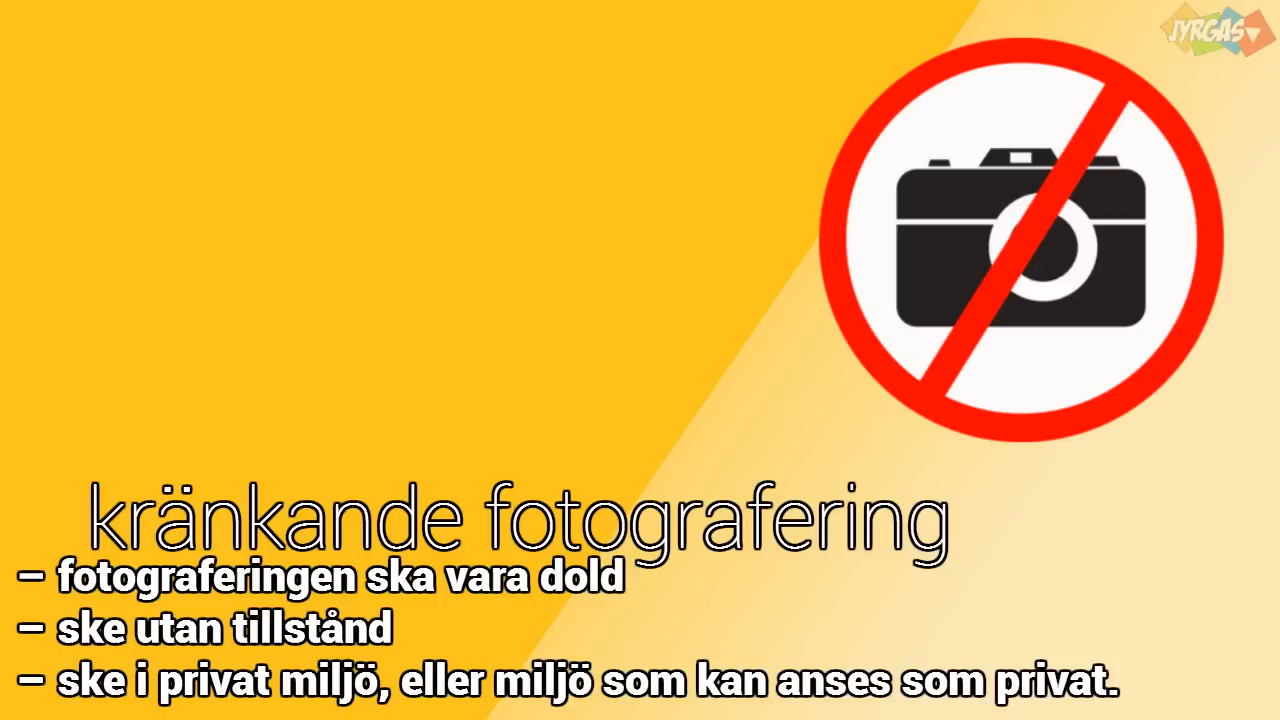 JYRGAS
kränkande fotografering
– fotograferingen ska vara dold
– ske utan tillstånd
– ske i privat miljö, eller miljö som kan anses som privat.